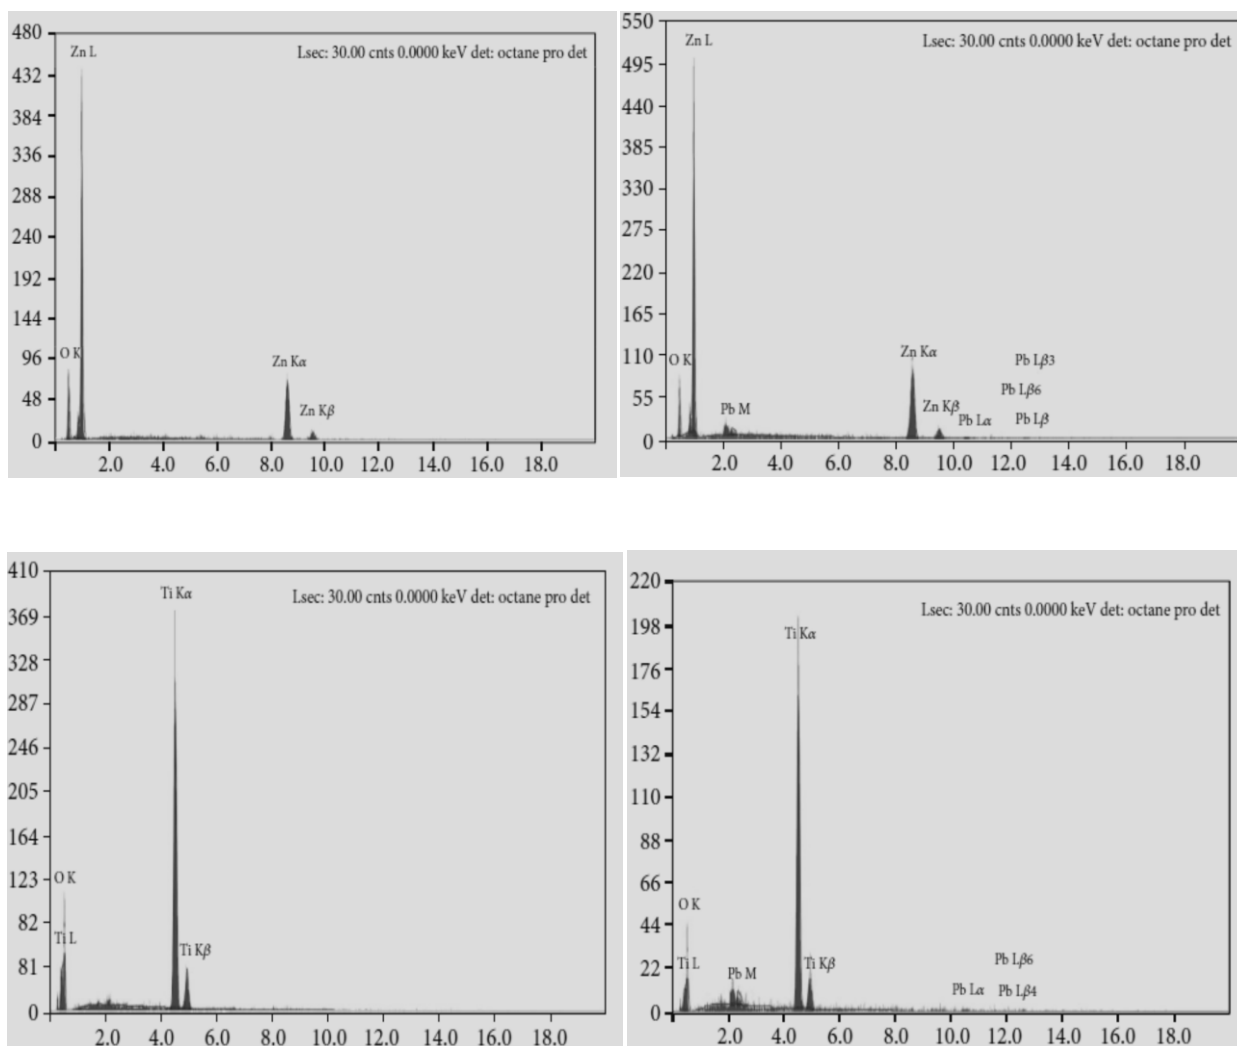 480
Lsec: 30.00 cnts 0.0000 keV det: octane pro det
Zn L
432
384
336
288
240
192
144
96
O K
Zn Kα
48
Zn Kβ
0
2.0 4.0 6.0 8.0 10.0 12.0 14.0 16.0 18.0
550
Lsec: 30.00 cnts 0.0000 keV det: octane pro det
Zn L
495
440
385
330
275
220
165
110
O K
Zn Kα
Pb Lβ3
Pb Lβ6
55
Pb M
Zn Kβ
Pb Lα
Pb Lβ
0
2.0 4.0 6.0 8.0 10.0 12.0 14.0 16.0 18.0
410
Ti Kα
Lsec: 30.00 cnts 0.0000 keV det: octane pro det
369
328
287
246
205
164
123
O K
82
Ti L
Ti Kβ
81
0
2.0 4.0 6.0 8.0 10.0 12.0 14.0 16.0 18.0
220
Lsec: 30.00 cnts 0.0000 keV det: octane pro det
198
Ti Kα
176
154
132
110
88
66
O K
44
22
Ti L
Pb M
Ti Kβ
Pb Lβ6
Pb Lα
Pb Lβ4
0
2.0 4.0 6.0 8.0 10.0 12.0 14.0 16.0 18.0